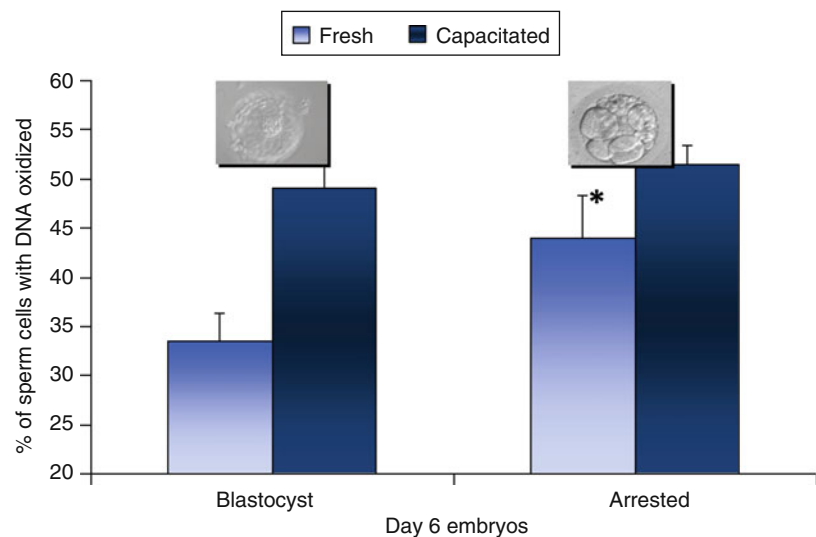 Fresh Capacitated
60
55
50
45
40
35
30
25
20
% of sperm cells with DNA oxidized
*
Blastocyst Arrested
Day 6 embryos